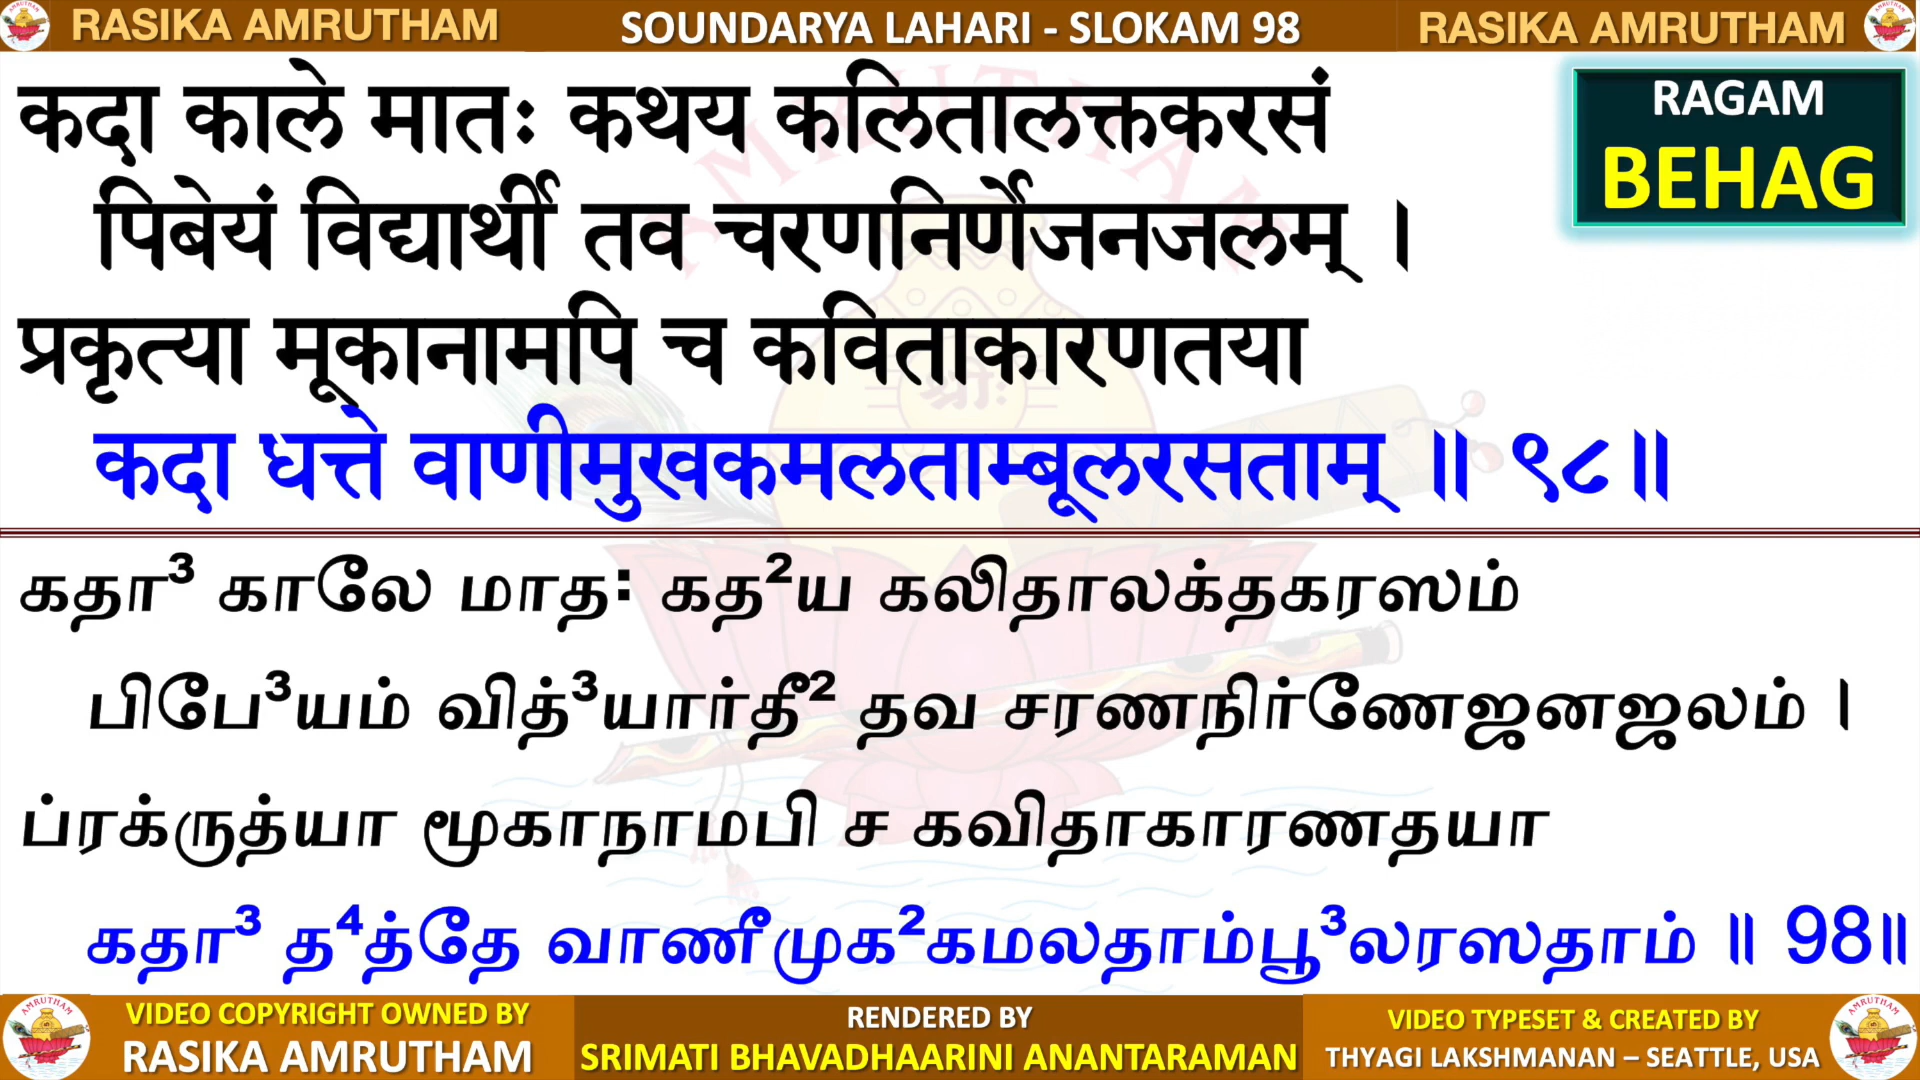 RASIKA AMRUTHAM
SOUNDARYA LAHARI - SLOKAM 98
RASIKA AMRUTHAM
कदा काले मातः कथय कलितालक्तकरसं
RAGAM
BEHAG
पिबेयं विद्यार्थी तव चरणनिर्णेजनजलम् ।
प्रकृत्या मूकानामपि च कविताकारणतया
कदा धत्ते वाणीमुखकमलताम्बूलरसताम् ॥ ९८॥
கதா³ காலே மாத꞉ கத²ய கலிதாலக்தகரஸம்
பிபே³யம் வித்³யார்தீ² தவ சரணநிர்ணேஜனஜலம் ।
ப்ரக்ருத்யா மூகாநாமபி ச கவிதாகாரணதயா
கதா³ த⁴த்தே வாணீமுக²கமலதாம்பூ³லரஸதாம் ॥ 98॥
VIDEO COPYRIGHT OWNED BY
RASIKA AMRUTHAM
RENDERED BY
SRIMATI BHAVADHAARINI ANANTARAMAN
VIDEO TYPESET & CREATED BY
THYAGI LAKSHMANAN – SEATTLE, USA
AMRUTHAM
श्रीः